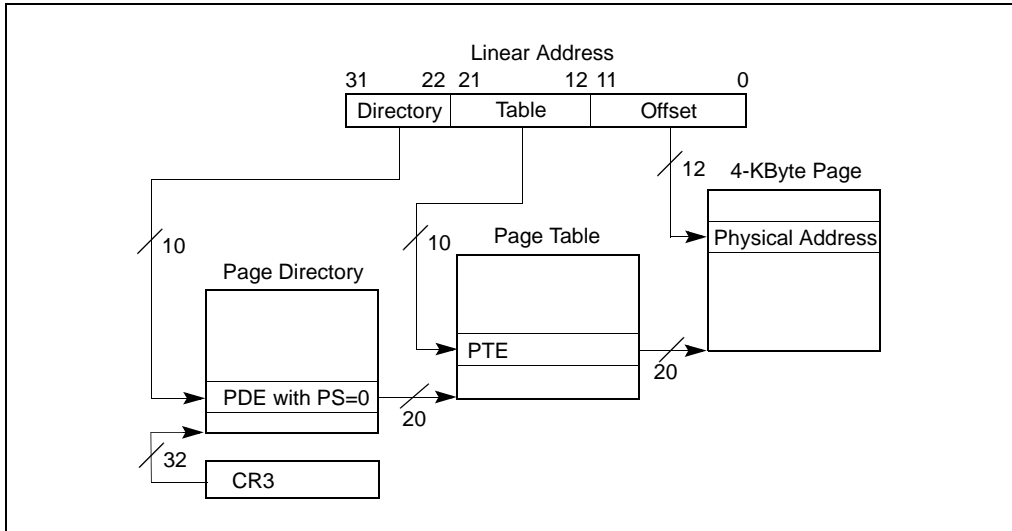 Linear Address
31 22 21 12 11 0
Directory Table Offset
12
4-KByte Page
Physical Address
10
10
Page Table
Page Directory
PTE
20
PDE with PS=0
20
32
CR3